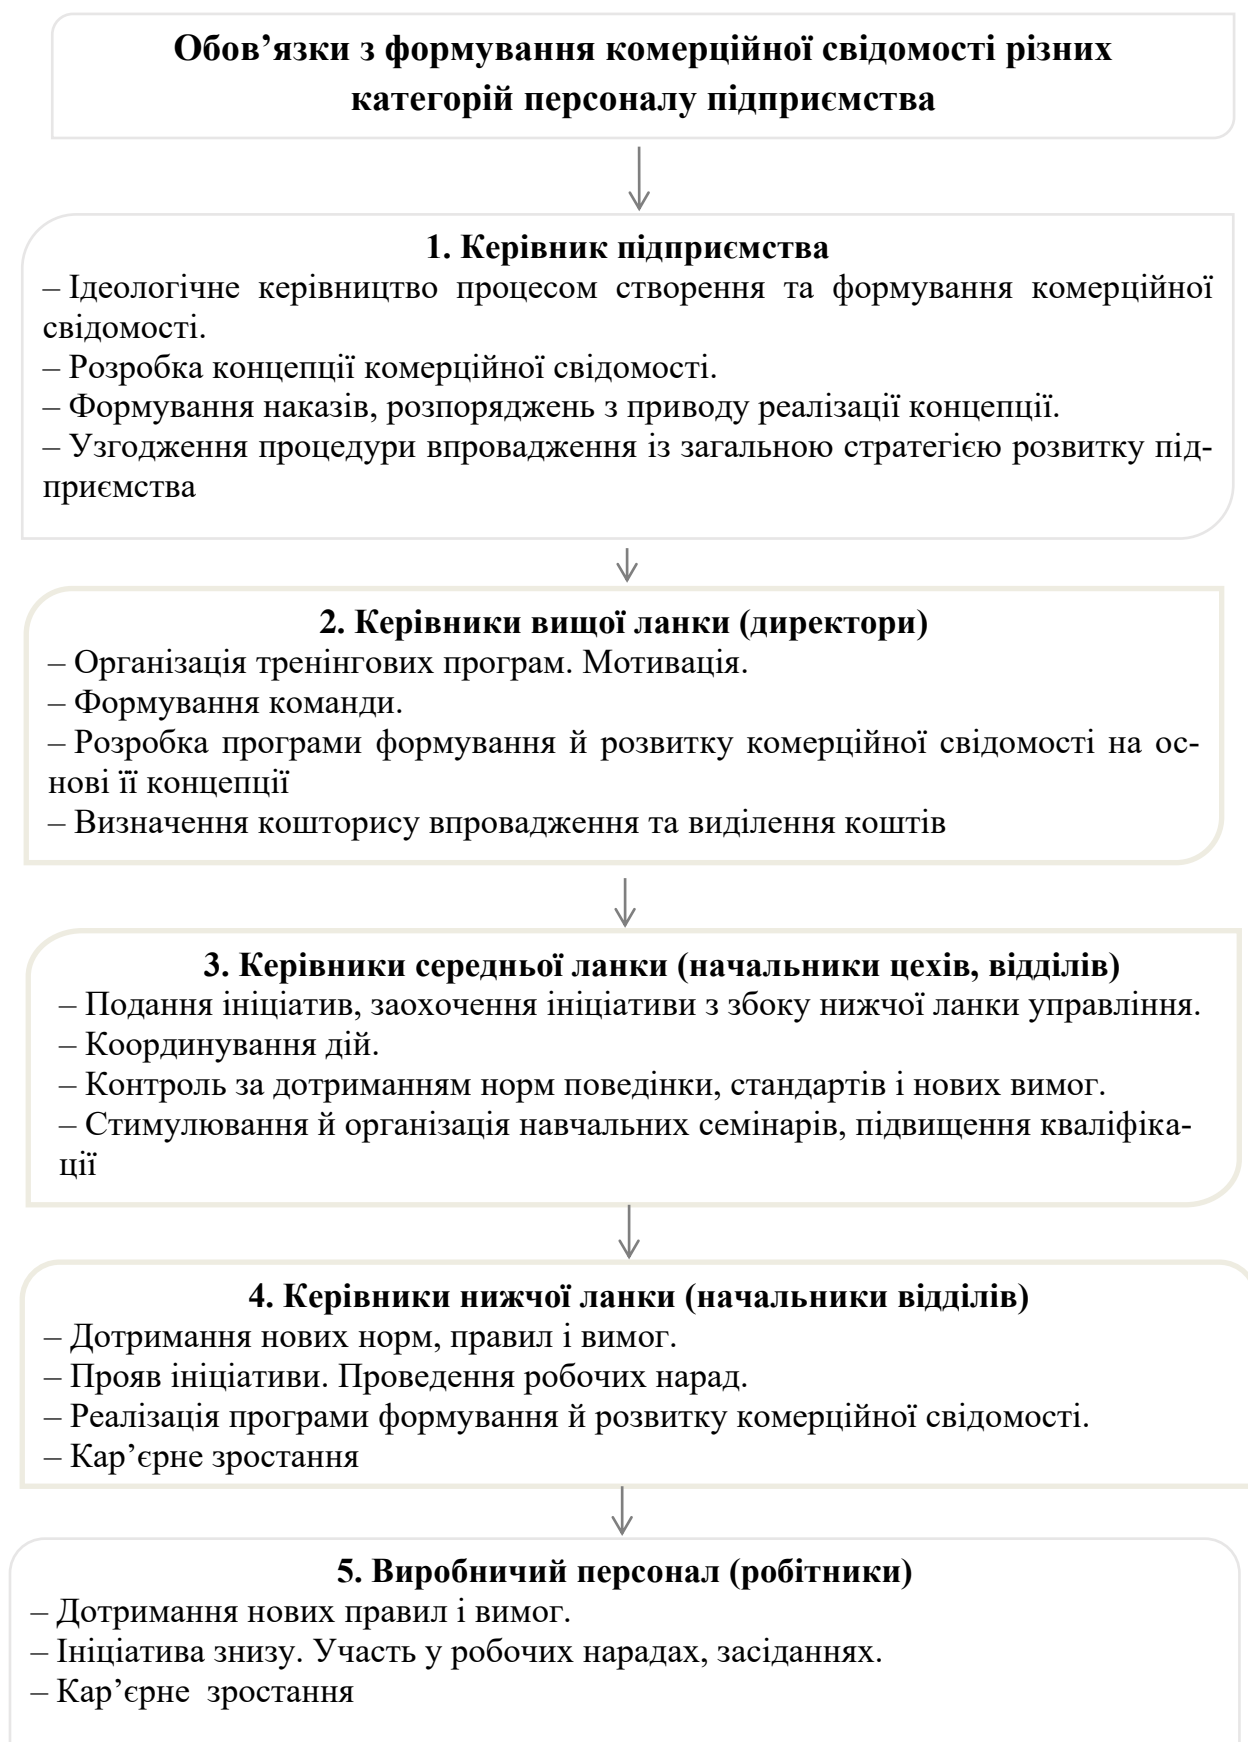 Обов’язки з формування комерційної свідомості різних
категорій персоналу підприємства
1. Керівник підприємства
– Ідеологічне керівництво процесом створення та формування комерційної
свідомості.
– Розробка концепції комерційної свідомості.
– Формування наказів, розпоряджень з приводу реалізації концепції.
– Узгодження процедури впровадження із загальною стратегією розвитку під-
приємства
2. Керівники вищої ланки (директори)
– Організація тренінгових програм. Мотивація.
– Формування команди.
– Розробка програми формування й розвитку комерційної свідомості на ос-
нові її концепції
– Визначення кошторису впровадження та виділення коштів
3. Керівники середньої ланки (начальники цехів, відділів)
– Подання ініціатив, заохочення ініціативи з збоку нижчої ланки управління.
– Координування дій.
– Контроль за дотриманням норм поведінки, стандартів і нових вимог.
– Стимулювання й організація навчальних семінарів, підвищення кваліфіка-
ції
4. Керівники нижчої ланки (начальники відділів)
– Дотримання нових норм, правил і вимог.
– Прояв ініціативи. Проведення робочих нарад.
– Реалізація програми формування й розвитку комерційної свідомості.
– Кар’єрне зростання
5. Виробничий персонал (робітники)
– Дотримання нових правил і вимог.
– Ініціатива знизу. Участь у робочих нарадах, засіданнях.
– Кар’єрне зростання